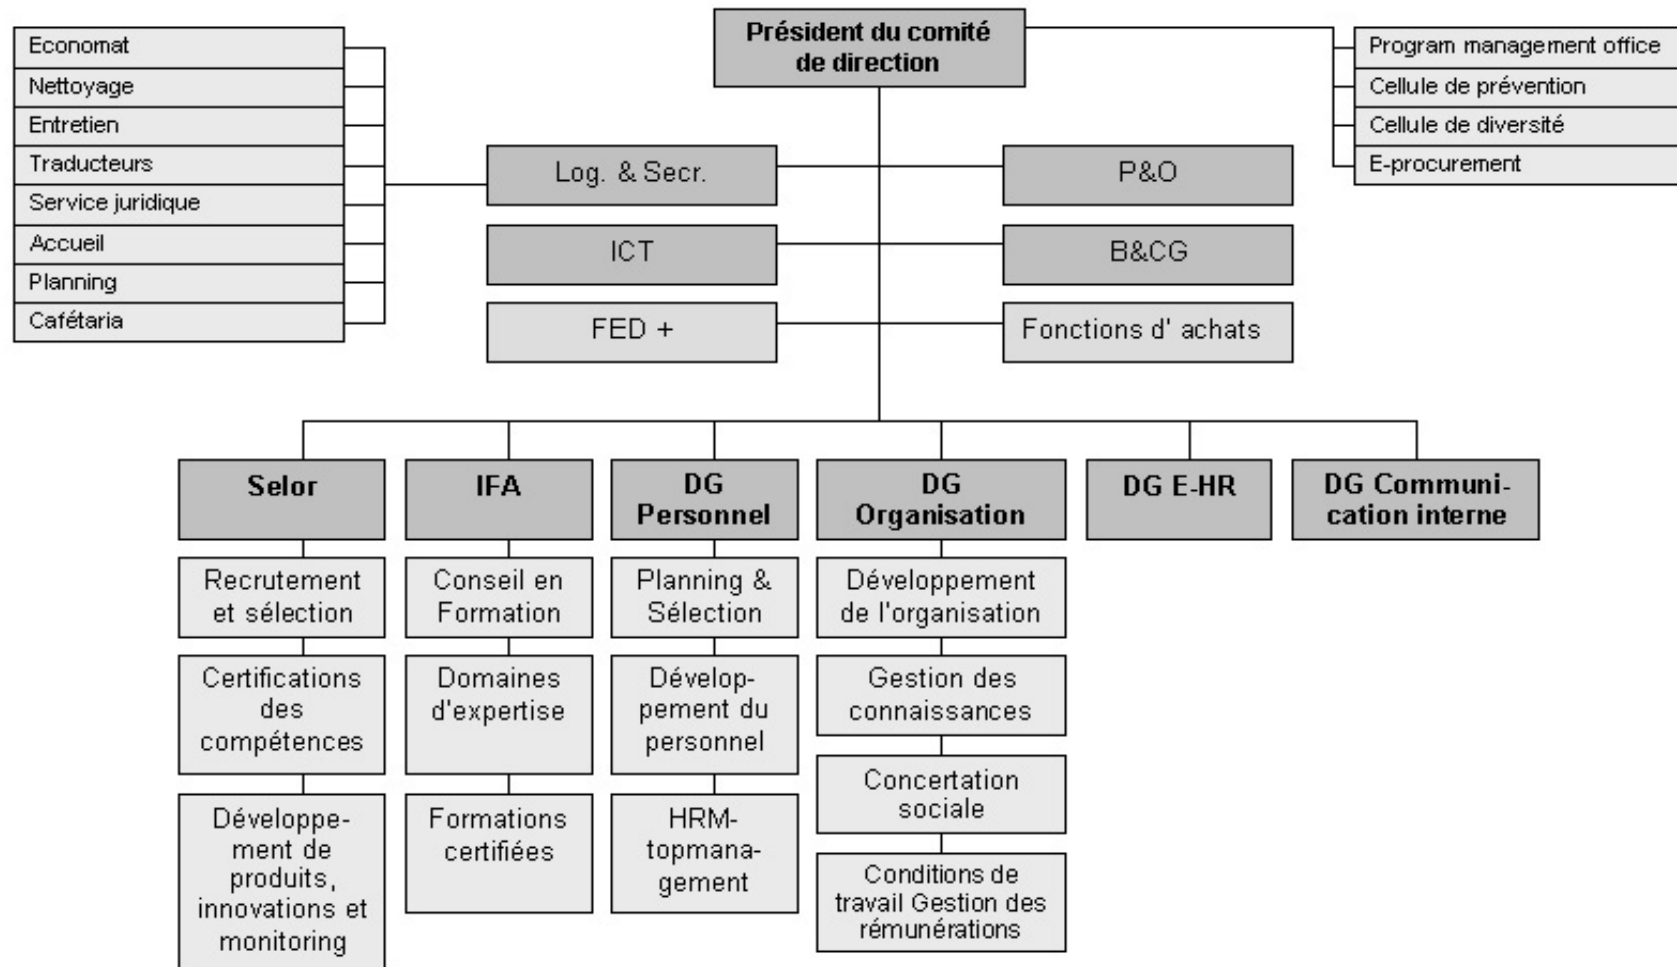 Président du comité
de direction
Economat
Nettoyage
Entretien
Traducteurs
Service juridique
Accueil
Planning
Cafétaria
Program management office
Cellule de prévention
Cellule de diversité
E-procurement
Log. & Secr.
P&O
ICT
B&CG
FED +
Fonctions d' achats
Selor
Recrutement
et sélection
Certifications
des
compétences
Développe-
ment de
produits,
innovations et
monitoring
IFA
Conseil en
Formation
Domaines
d'expertise
Formations
certifiées
DG
Personnel
Planning &
Sélection
Dévelop-
pement du
personnel
HRM-
topmana-
gement
DG
Organisation
Développement
de l'organisation
Gestion des
connaissances
Concertation
sociale
Conditions de
travail Gestion des
rémunérations
DG E-HR
DG Communi-
cation interne